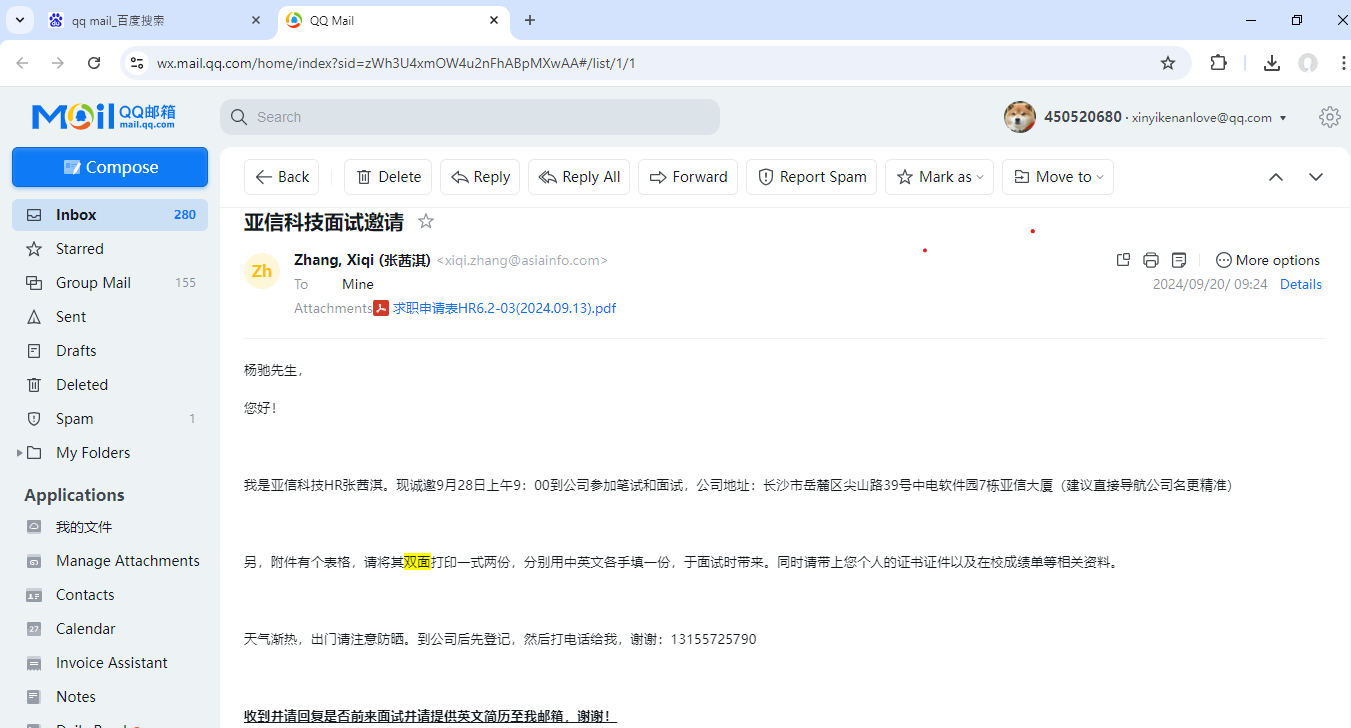 qq mail_百度搜索
QQ Mail
wx.mail.qq.com/home/index?sid=zWh3U4xmOW4u2nFhABpMXwAA#/list/1/1
Mail QQ邮箱
mail.qq.com
Search
450520680 · xinyikenanlove@qq.com
Compose
Back
Delete
Reply
Reply All
Forward
Report Spam
Mark as
Move to
Inbox 280
Starred
Group Mail 155
Sent
Drafts
Deleted
Spam 1
My Folders
Applications
我的文件
Manage Attachments
Contacts
27 Calendar
Invoice Assistant
Notes
亚信科技面试邀请
Zh
Zhang, Xiqi (张茜淇) <xiqi.zhang@asiainfo.com>
More options
To Mine
2024/09/20/ 09:24 Details
Attachments 求职申请表HR6.2-03(2024.09.13).pdf
杨驰先生，
您好！
我是亚信科技HR张茜淇。现诚邀9月28日上午9：00到公司参加笔试和面试，公司地址：长沙市岳麓区尖山路39号中电软件园7栋亚信大厦（建议直接导航公司名更精准）
另，附件有个表格，请将其双面打印一式两份，分别用中英文各手填一份，于面试时带来。同时请带上您个人的证书证件以及在校成绩单等相关资料。
天气渐热，出门请注意防晒。到公司后先登记，然后打电话给我，谢谢：13155725790
收到并请回复是否前来面试并请提供英文简历至我邮箱，谢谢！